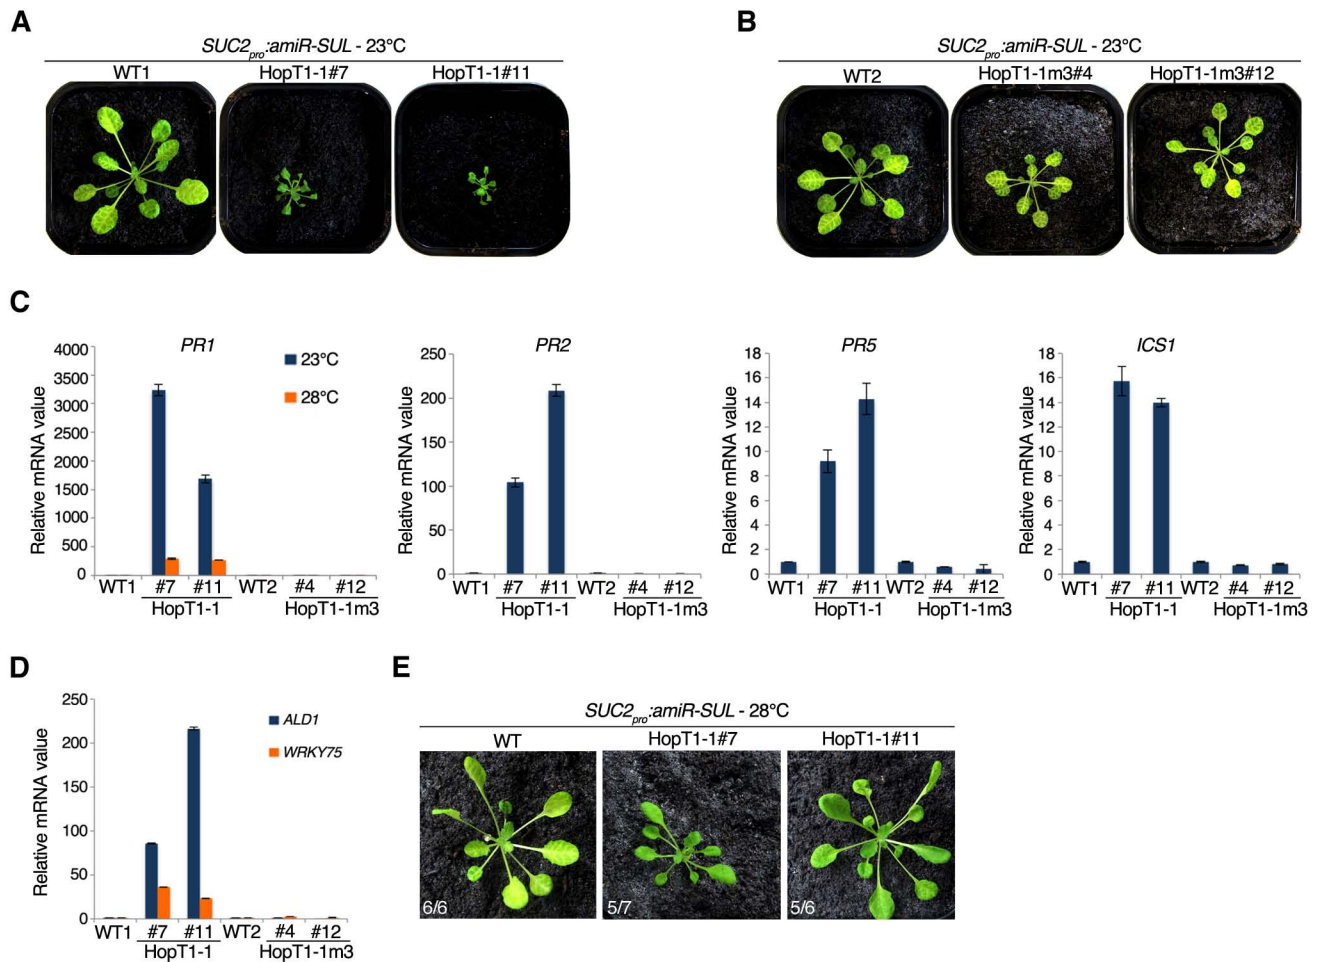 A
SUC2pro:amiR-SUL - 23°C
WT1 HopT1-1#7 HopT1-1#11
B
SUC2pro:amiR-SUL - 23°C
WT2 HopT1-1m3#4 HopT1-1m3#12
C
PR1
Relative mRNA value
4000
3500
3000
2500
2000
1500
1000
500
0
23°C
28°C
WT1 #7 #11 WT2 #4 #12
HopT1-1 HopT1-1m3
PR2
Relative mRNA value
250
200
150
100
50
0
WT1 #7 #11 WT2 #4 #12
HopT1-1 HopT1-1m3
PR5
Relative mRNA value
18
16
14
12
10
8
6
4
2
0
WT1 #7 #11 WT2 #4 #12
HopT1-1 HopT1-1m3
ICS1
Relative mRNA value
18
16
14
12
10
8
6
4
2
0
WT1 #7 #11 WT2 #4 #12
HopT1-1 HopT1-1m3
D
Relative mRNA value
250
200
150
100
50
0
ALD1
WRKY75
WT1 #7 #11 WT2 #4 #12
HopT1-1 HopT1-1m3
E
SUC2pro:amiR-SUL - 28°C
WT HopT1-1#7 HopT1-1#11
6/6 5/7 5/6